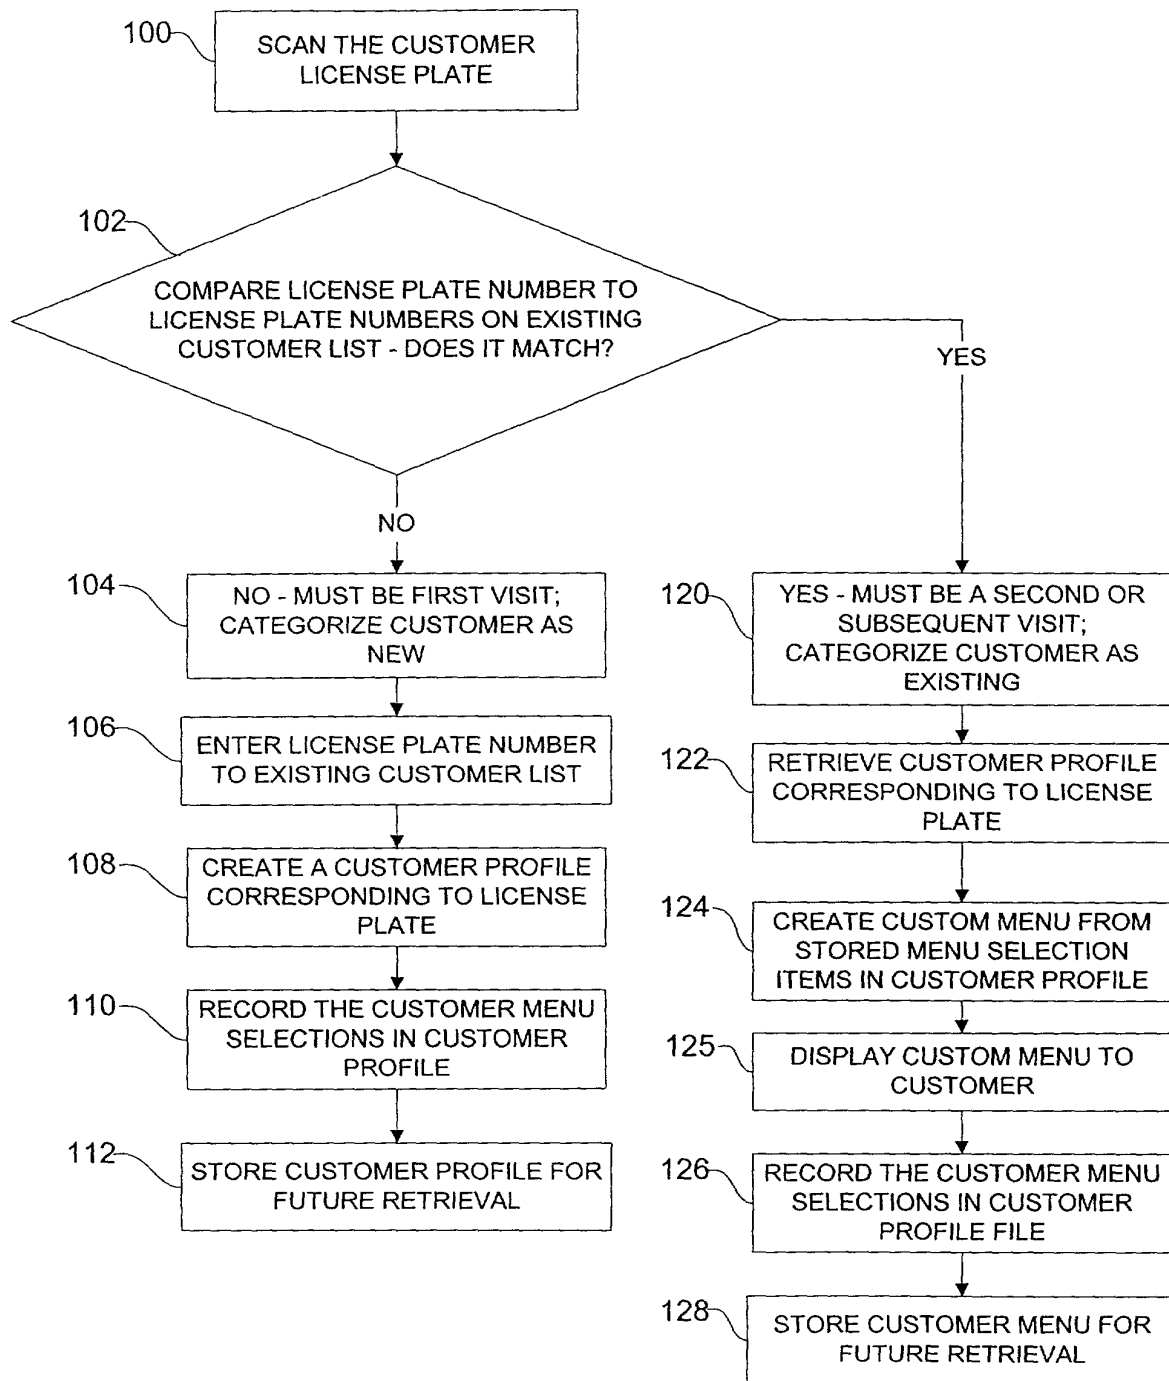 100
SCAN THE CUSTOMER
LICENSE PLATE
102
COMPARE LICENSE PLATE NUMBER TO
LICENSE PLATE NUMBERS ON EXISTING
CUSTOMER LIST - DOES IT MATCH?
YES
NO
104
NO - MUST BE FIRST VISIT;
CATEGORIZE CUSTOMER AS
NEW
106
ENTER LICENSE PLATE NUMBER
TO EXISTING CUSTOMER LIST
108
CREATE A CUSTOMER PROFILE
CORRESPONDING TO LICENSE
PLATE
110
RECORD THE CUSTOMER MENU
SELECTIONS IN CUSTOMER
PROFILE
112
STORE CUSTOMER PROFILE FOR
FUTURE RETRIEVAL
120
YES - MUST BE A SECOND OR
SUBSEQUENT VISIT;
CATEGORIZE CUSTOMER AS
EXISTING
122
RETRIEVE CUSTOMER PROFILE
CORRESPONDING TO LICENSE
PLATE
124
CREATE CUSTOM MENU FROM
STORED MENU SELECTION
ITEMS IN CUSTOMER PROFILE
125
DISPLAY CUSTOM MENU TO
CUSTOMER
126
RECORD THE CUSTOMER MENU
SELECTIONS IN CUSTOMER
PROFILE FILE
128
STORE CUSTOMER MENU FOR
FUTURE RETRIEVAL